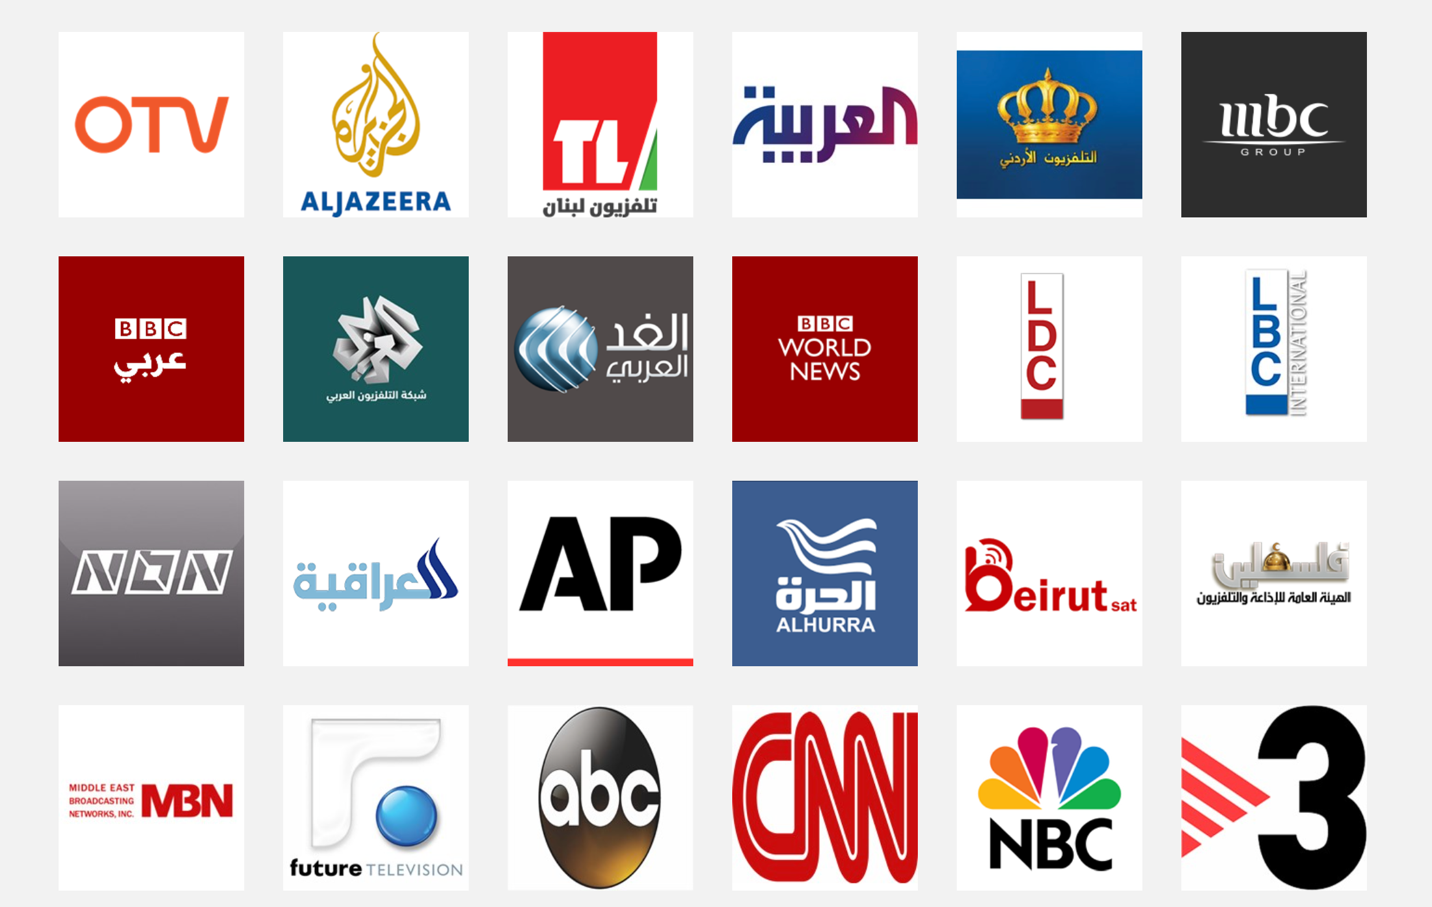 OTV
الجزيرة
ALJAZEERA
TL
تلفزيون لبنان
العربية
التلفزيون الأردني
mbc
GROUP
BBC
عربي
العربي
شبكة التلفزيون العربي
الغد
العربي
BBC
WORLD
NEWS
LDC
LBC
INTERNATIONAL
NBN
العراقية
AP
الحرة
ALHURRA
Beirut sat
فلسطين
الهيئة العامة للإذاعة والتلفزيون
MIDDLE EAST
BROADCASTING
NETWORKS, INC.
MBN
future TELEVISION
abc
CNN
NBC
3